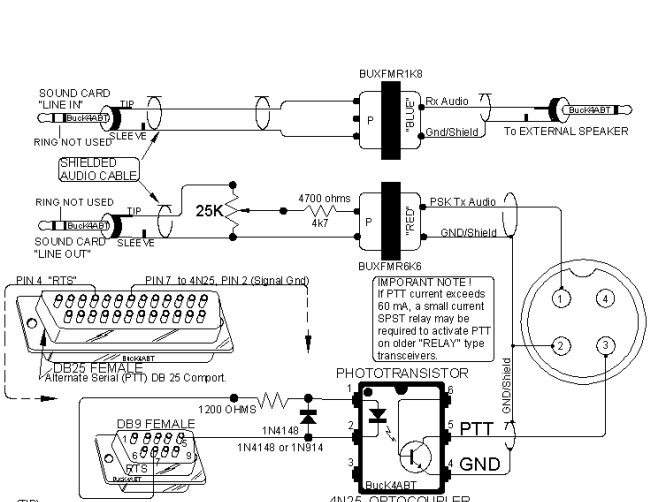 BUXFMR1K8
SOUND CARD
"LINE IN"
TIP
BucK4ABT
SLEEVE
RING NOT USED
P
"BLUE"
Rx Audio
Gnd/Shield
BucK4ABT
To EXTERNAL SPEAKER
SHIELDED
AUDIO CABLE
RING NOT USED
TIP
BucK4ABT
SOUND CARD
"LINE OUT"
SLEEVE
25K
4700 ohms
4k7
P
"RED"
PSK Tx Audio
GND/Shield
BUXFMR6K6
PIN 4 "RTS"
PIN 7 to 4N25, PIN 2 (Signal Gnd)
IMPORANT NOTE !
If PTT current exceeds
60 mA, a small current
SPST relay may be
required to activate PTT
on older "RELAY" type
transceivers.
1
4
2
3
BucK4ABT
DB25 FEMALE
Alternate Serial (PTT) DB 25 Comport.
PHOTOTRANSISTOR
GND/Shield
1200 OHMS
1N4148
1N4148 or 1N914
1
2
3
6
5
4
PTT
7
GND
BucK4ABT
4N25 OPTOCOUPLER
DB9 FEMALE
1
5
6
7
9
RTS
BucK4ABT